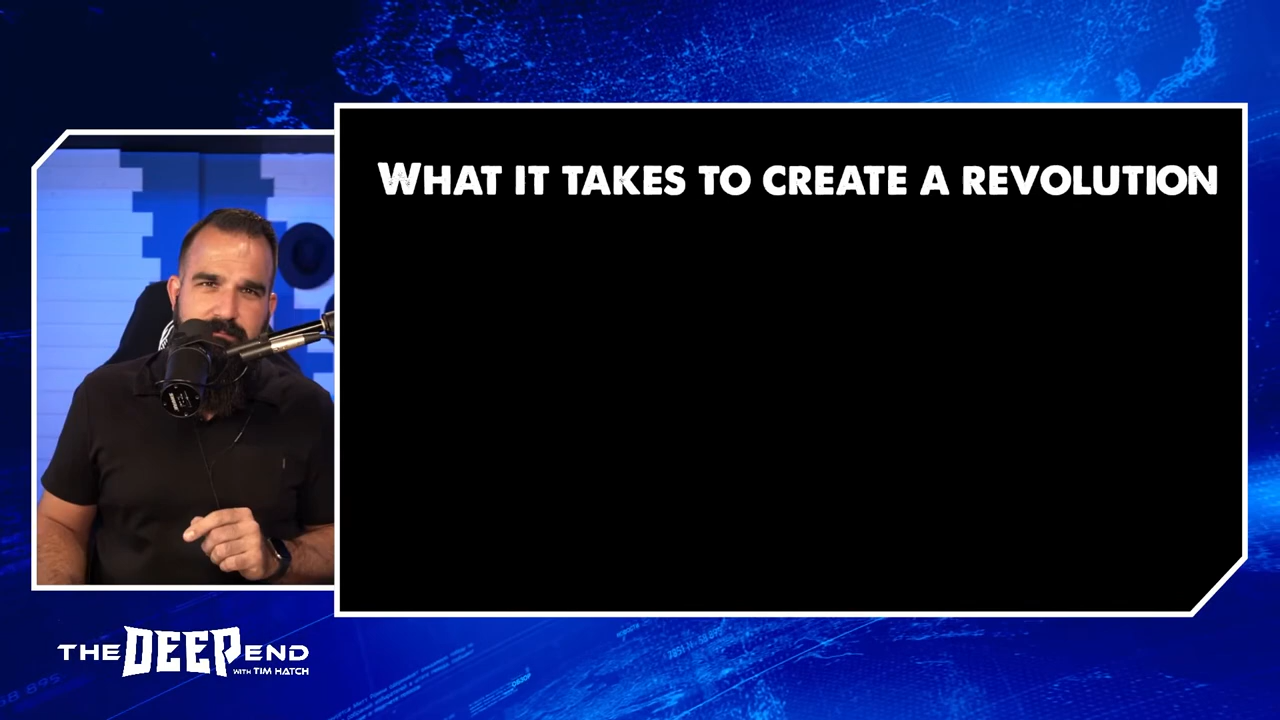 WHAT IT TAKES TO CREATE A REVOLUTION
THE DEEP END
WITH TIM HATCH